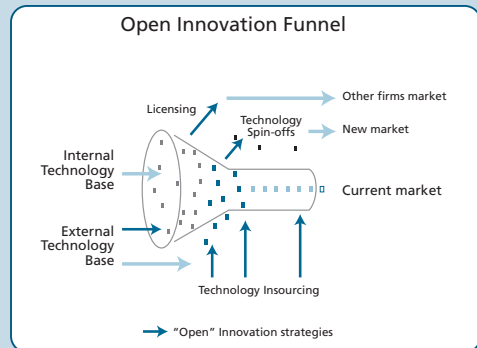 Open Innovation Funnel
Other firms market
Licensing
Technology
Spin-offs
New market
Internal
Technology
Base
Current market
External
Technology
Base
Technology Insourcing
“Open” Innovation strategies